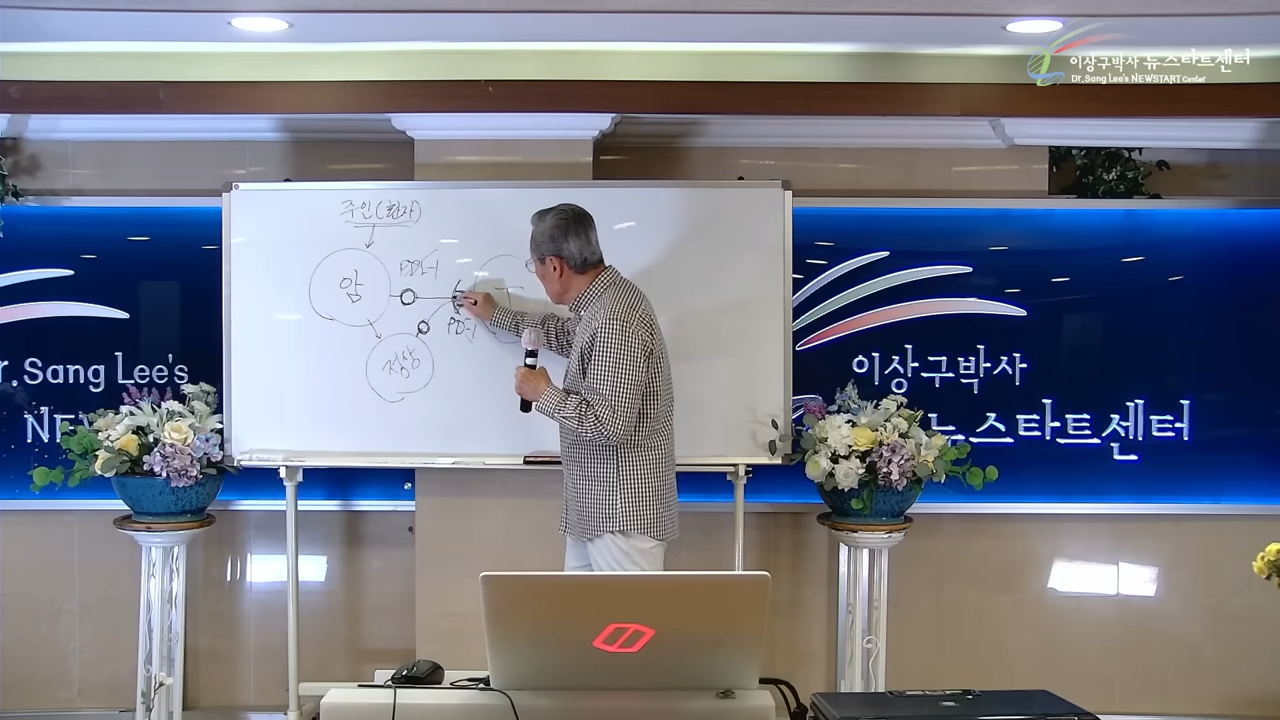 이상구박사 뉴스타트센터
Dr. Sang Lee's NEWSTART Center
주인(환자)
암
PDL-1
T
PD-1
정상
r. Sang Lee's
NE
이상구박사
뉴스타트센터